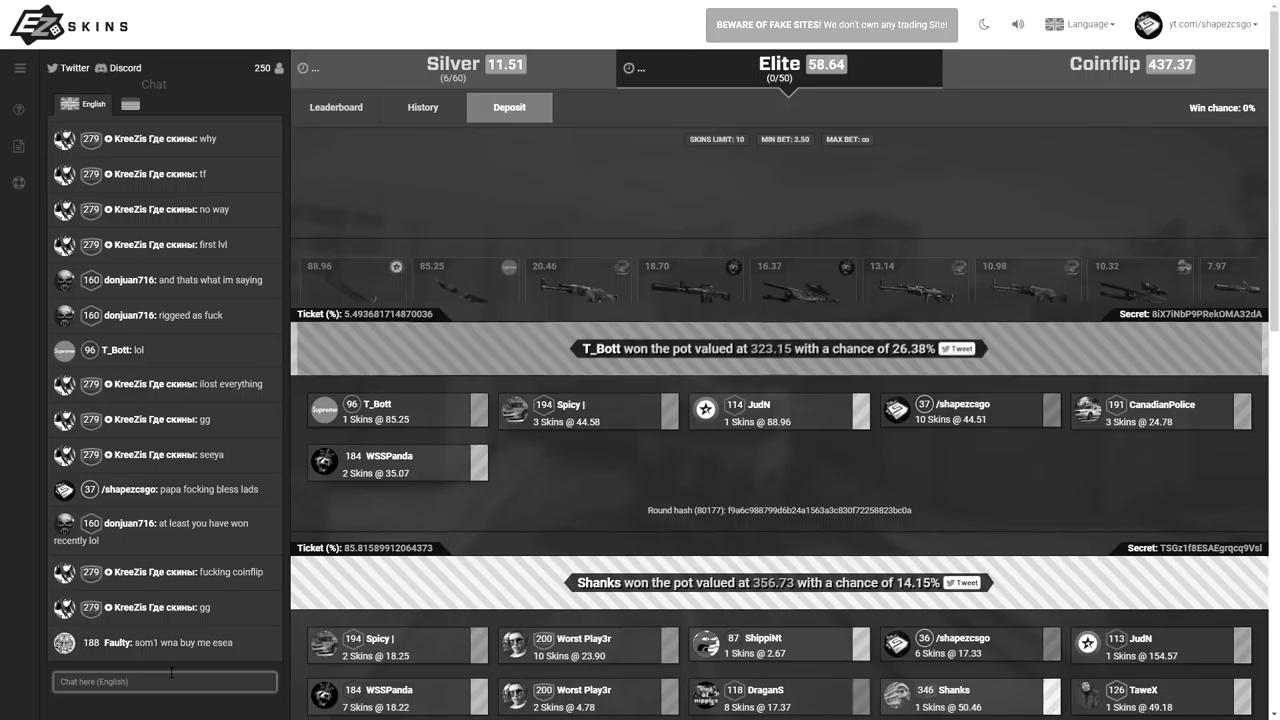 EZ SKINS
BEWARE OF FAKE SITES! We don't own any trading Site!
Language
yt.com/shapezcsgo
Twitter Discord 250
Chat
English
279 KreeZis Где скины: why
279 KreeZis Где скины: tf
279 KreeZis Где скины: no way
279 KreeZis Где скины: first lvl
160 donjuan716: and thats what im saying
160 donjuan716: riggeed as fuck
96 T_Bott: lol
279 KreeZis Где скины: ilost everything
279 KreeZis Где скины: gg
279 KreeZis Где скины: seeya
37 /shapezcsgo: papa focking bless lads
160 donjuan716: at least you have won
recently lol
279 KreeZis Где скины: fucking coinflip
279 KreeZis Где скины: gg
188 Faulty: som1 wna buy me esea
Chat here (English)
... Silver 11.51
(6/60)
... Elite 58.64
(0/50)
Coinflip 437.37
Leaderboard History Deposit Win chance: 0%
SKINS LIMIT: 10 MIN BET: 2.50 MAX BET: ∞
88.96 85.25 20.46 18.70 16.37 13.14 10.98 10.32 7.97
Ticket (%): 5.493681714870036 Secret: 8iX7iNbP9PRekOMA32dA
T_Bott won the pot valued at 323.15 with a chance of 26.38% Tweet
Supreme 96 T_Bott
1 Skins @ 85.25
194 Spicy |
3 Skins @ 44.58
114 JudN
1 Skins @ 88.96
37 /shapezcsgo
10 Skins @ 44.51
191 CanadianPolice
3 Skins @ 24.78
184 WSSPanda
2 Skins @ 35.07
Round hash (80177): f9a6c988799d6b24a1563a3c830f72258823bc0a
Ticket (%): 85.81589912064373 Secret: TSGz1f8ESAEgrqcq9Vsl
Shanks won the pot valued at 356.73 with a chance of 14.15% Tweet
194 Spicy |
2 Skins @ 18.25
200 Worst Play3r
10 Skins @ 23.90
87 ShippiNt
1 Skins @ 2.67
36 /shapezcsgo
6 Skins @ 17.33
113 JudN
1 Skins @ 154.57
184 WSSPanda
7 Skins @ 18.22
200 Worst Play3r
2 Skins @ 4.78
118 DraganS
8 Skins @ 17.37
346 Shanks
1 Skins @ 50.46
126 TaweX
1 Skins @ 49.18